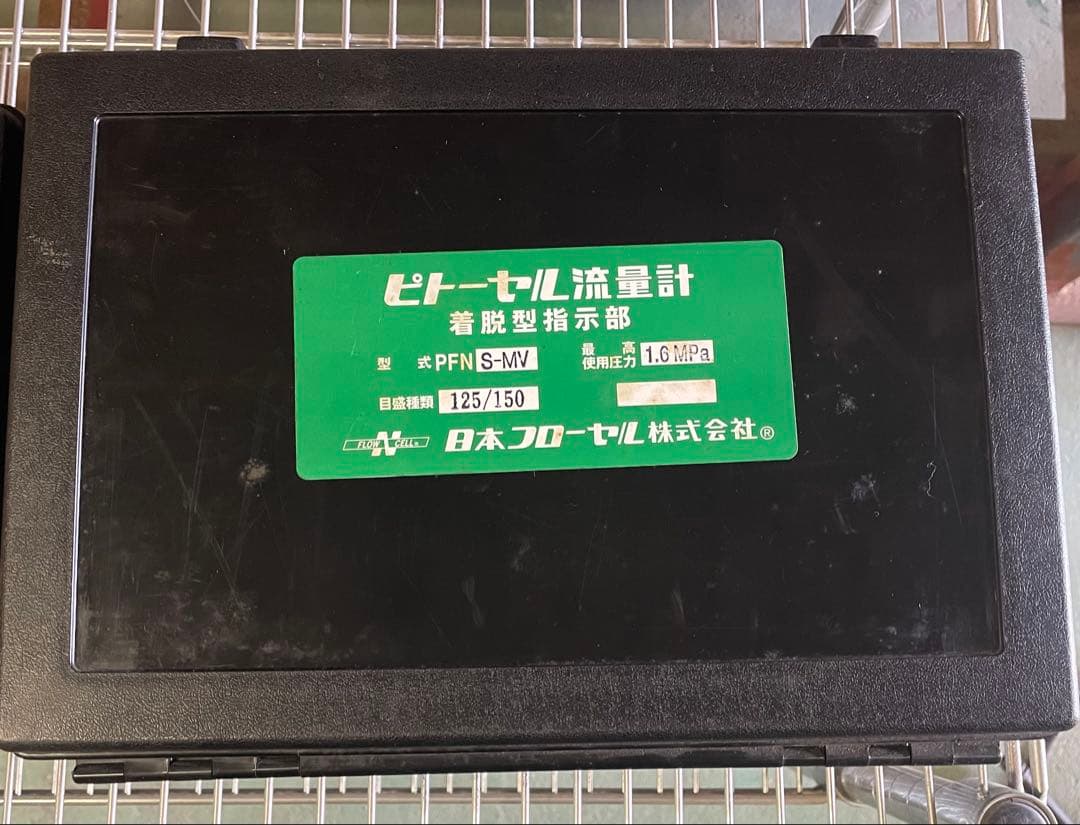 ピトーセル流量計
着脱型指示部
型式 PFN S-MV 最高使用圧力 1.6 MPa
目盛種類 125/150
FLOW N CELL 日本フローセル株式会社®